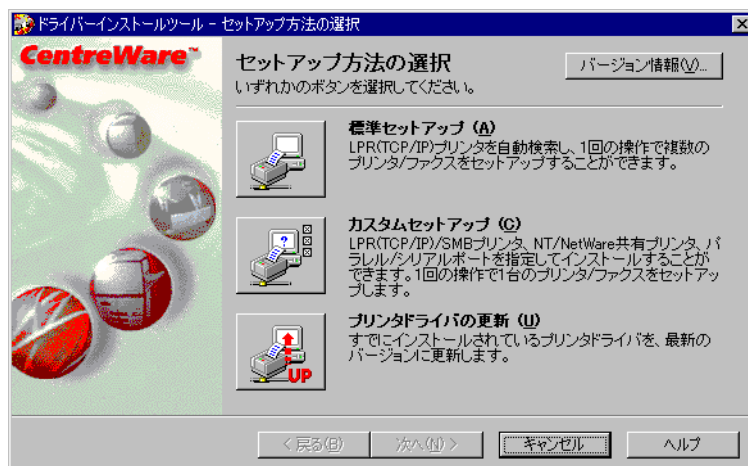 ドライバーインストールツール - セットアップ方法の選択
CentreWare™
セットアップ方法の選択
バージョン情報(V)...
いずれかのボタンを選択してください。
標準セットアップ (A)
LPR(TCP/IP)プリンタを自動検索し、1回の操作で複数の
プリンタ/ファクスをセットアップすることができます。
カスタムセットアップ (C)
LPR(TCP/IP)/SMBプリンタ、NT/NetWare共有プリンタ、パ
ラレル/シリアルポートを指定してインストールすることが
できます。1回の操作で1台のプリンタ/ファクスをセットアッ
プします。
プリンタドライバの更新 (U)
すでにインストールされているプリンタドライバを、最新の
バージョンに更新します。
UP
< 戻る(B)
次へ(N) >
キャンセル
ヘルプ